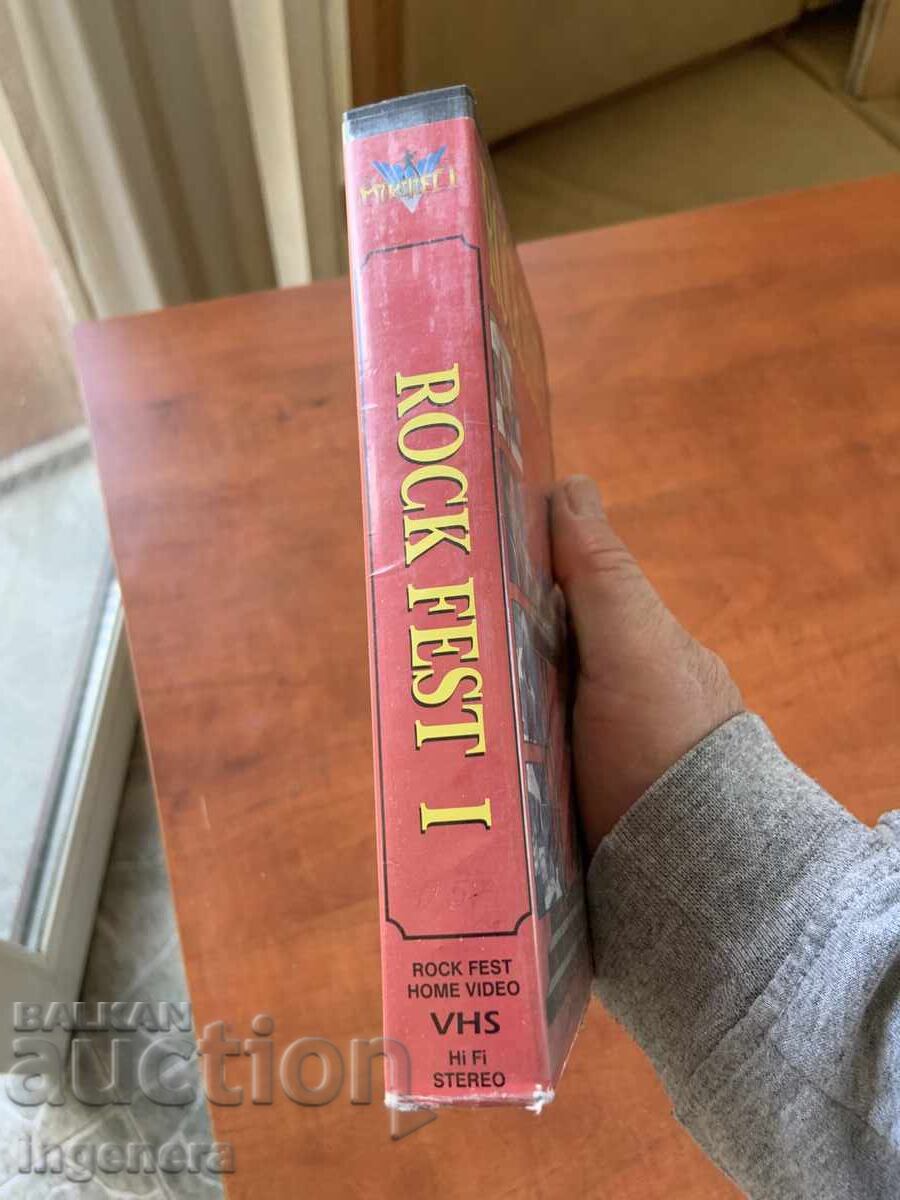 ROCK FEST I
ROCK FEST
HOME VIDEO
VHS
Hi Fi
STEREO
BALKAN
auction
ingenera